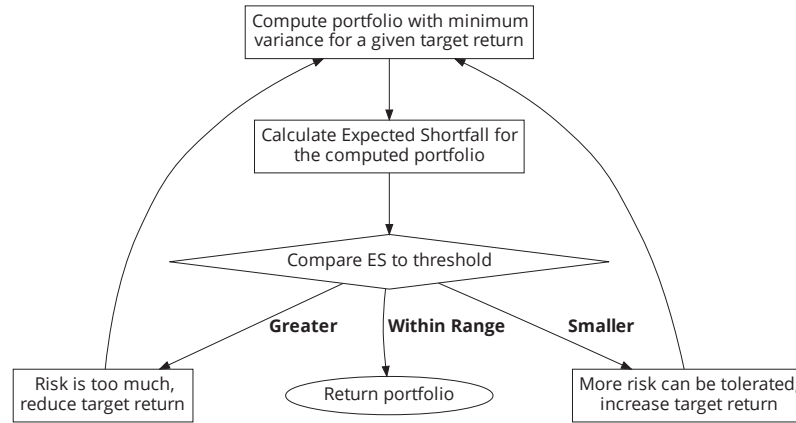 Compute portfolio with minimum
variance for a given target return
Calculate Expected Shortfall for
the computed portfolio
Compare ES to threshold
Greater
Within Range
Smaller
Risk is too much,
reduce target return
Return portfolio
More risk can be tolerated,
increase target return